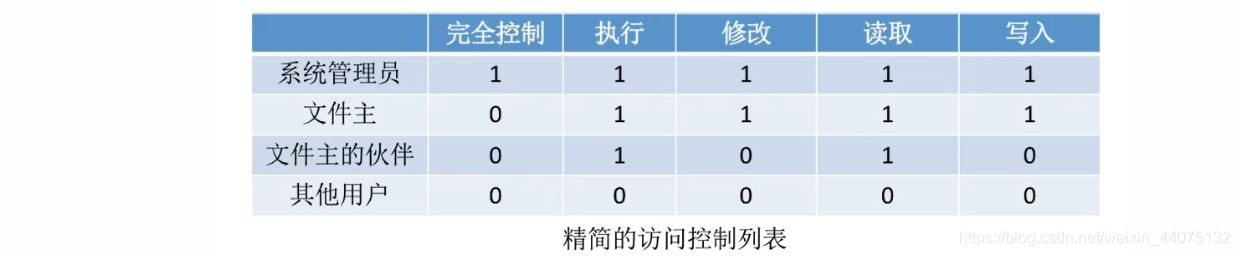 完全控制 执行 修改 读取 写入
系统管理员 1 1 1 1 1
文件主 0 1 1 1 1
文件主的伙伴 0 1 0 1 0
其他用户 0 0 0 0 0
精简的访问控制列表
https://blog.csdn.net/weixin_44075132